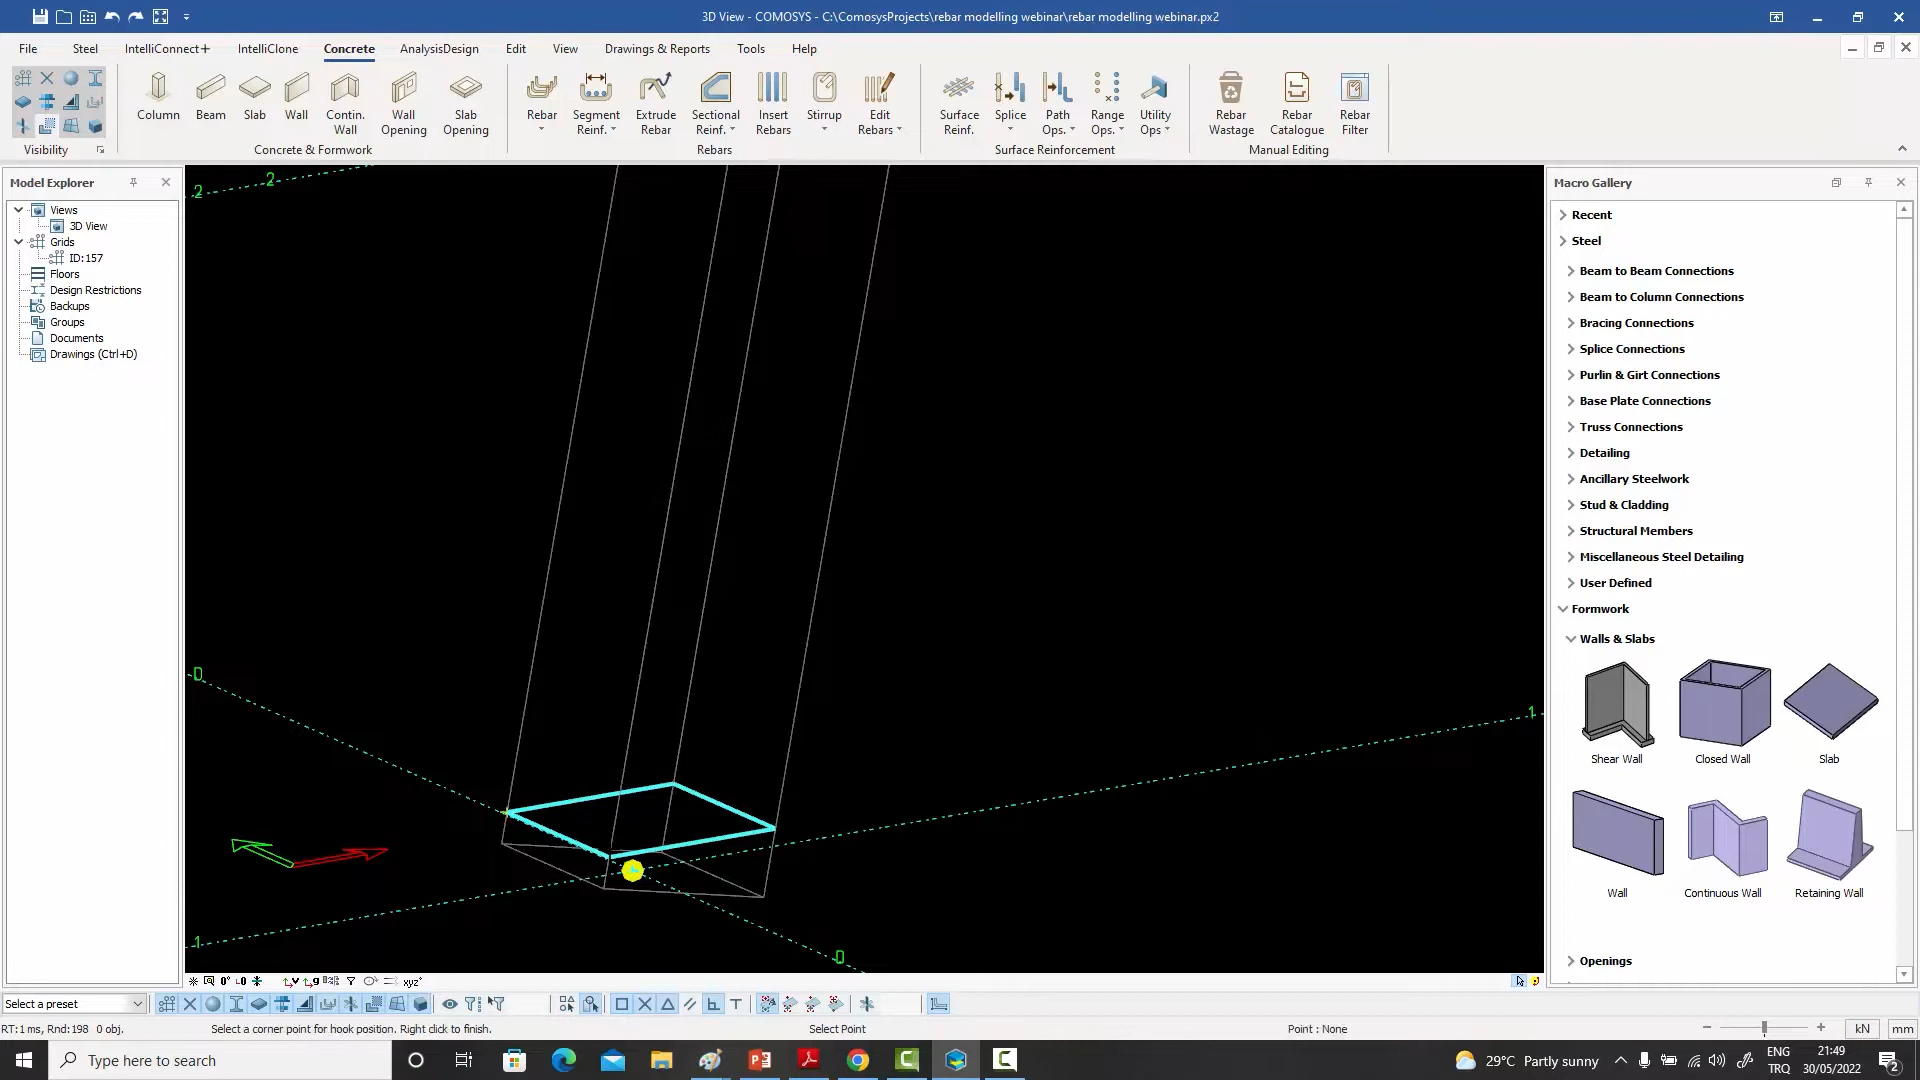 3D View - COMOSYS - C:\ComosysProjects\rebar modelling webinar\rebar modelling webinar.px2
File Steel IntelliConnect+ IntelliClone Concrete AnalysisDesign Edit View Drawings & Reports Tools Help
Column Beam Slab Wall Contin. Wall Wall Opening Slab Opening
Rebar Segment Reinf. Extrude Rebar Sectional Reinf. Insert Rebars Stirrup Edit Rebars
Surface Reinf. Splice Path Ops. Range Ops. Utility Ops
Rebar Wastage Rebar Catalogue Rebar Filter
Visibility Concrete & Formwork Rebars Surface Reinforcement Manual Editing
Model Explorer
Views
3D View
Grids
ID:157
Floors
Design Restrictions
Backups
Groups
Documents
Drawings (Ctrl+D)
2
2
0
1
1
0
Macro Gallery
Recent
Steel
Beam to Beam Connections
Beam to Column Connections
Bracing Connections
Splice Connections
Purlin & Girt Connections
Base Plate Connections
Truss Connections
Detailing
Ancillary Steelwork
Stud & Cladding
Structural Members
Miscellaneous Steel Detailing
User Defined
Formwork
Walls & Slabs
Shear Wall Closed Wall Slab
Wall Continuous Wall Retaining Wall
Openings
xyz
Select a preset
RT:1 ms, Rnd:198 0 obj. Select a corner point for hook position. Right click to finish. Select Point Point : None kN mm
Type here to search
29°C Partly sunny
ENG
TRQ
21:49
30/05/2022
2